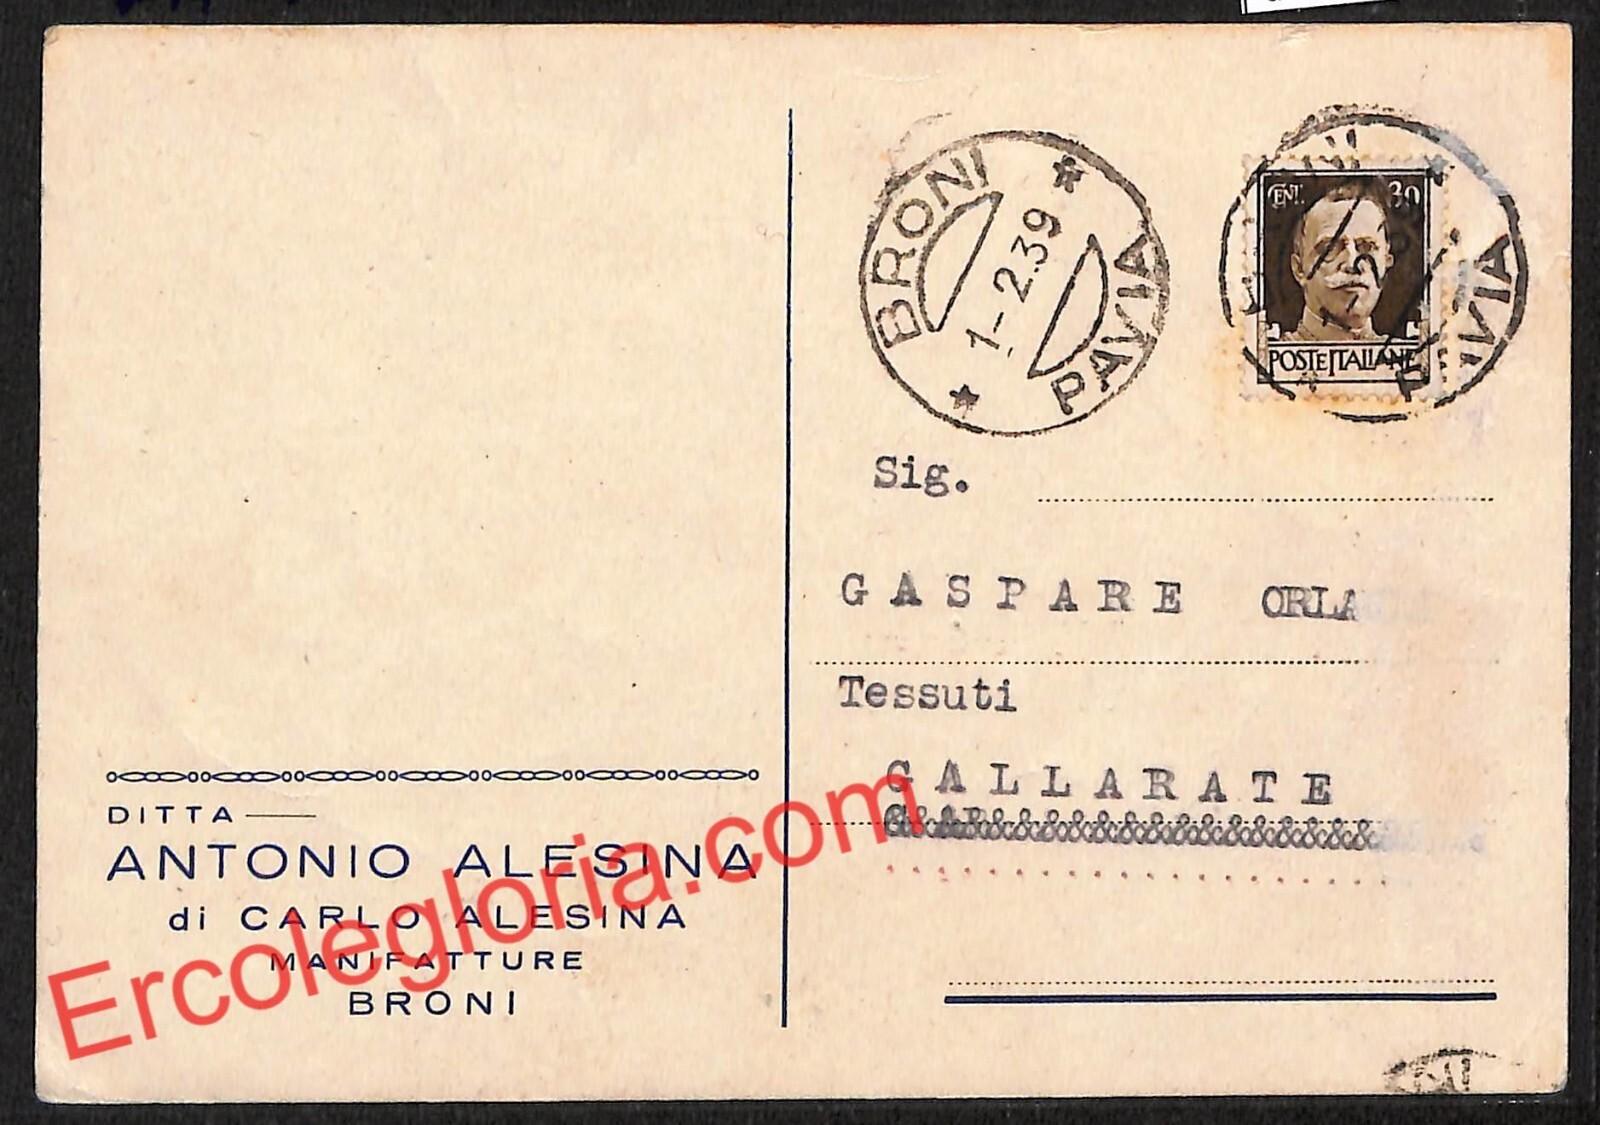 BRONI
1-2.39
PAVIA
CENT. 30
POSTE ITALIANE
PAVIA
Sig.
GASPARE
Tessuti
GALLARATE
DITTA
ANTONIO ALESINA
di CARLO ALESINA
MANIFATTURE
BRONI
Ercolegloria.com